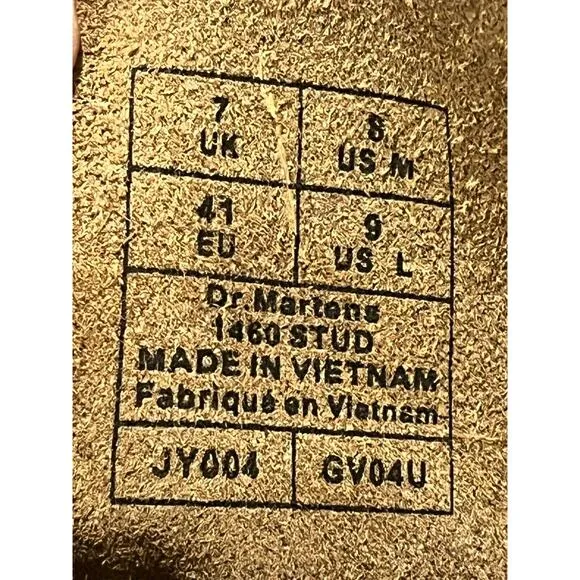 7
UK
8
US M
41
EU
9
US L
Dr. Martens
1460 STUD
MADE IN VIETNAM
Fabriqué en Vietnam
JY004
GV04U